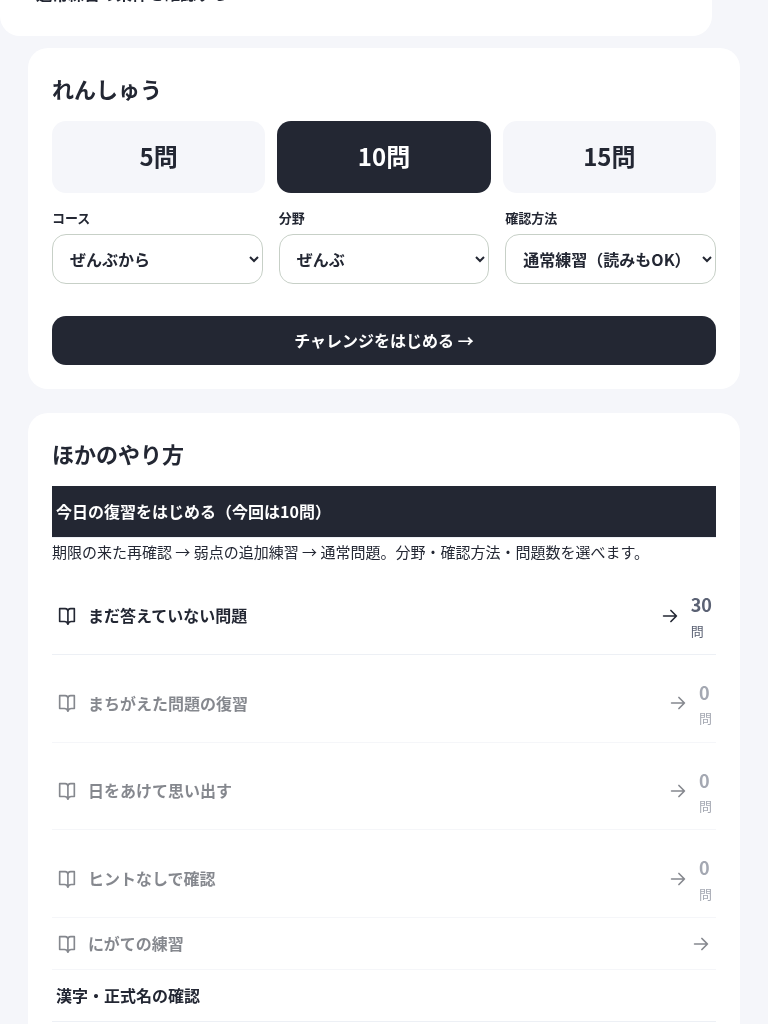 れんしゅう
5問
10問
15問
コース
分野
確認方法
ぜんぶから
ぜんぶ
通常練習（読みもOK）
チャレンジをはじめる →
ほかのやり方
今日の復習をはじめる（今回は10問）
期限の来た再確認 → 弱点の追加練習 → 通常問題。分野・確認方法・問題数を選べます。
まだ答えていない問題 → 30問
まちがえた問題の復習 → 0問
日をあけて思い出す → 0問
ヒントなしで確認 → 0問
にがての練習 →
漢字・正式名の確認